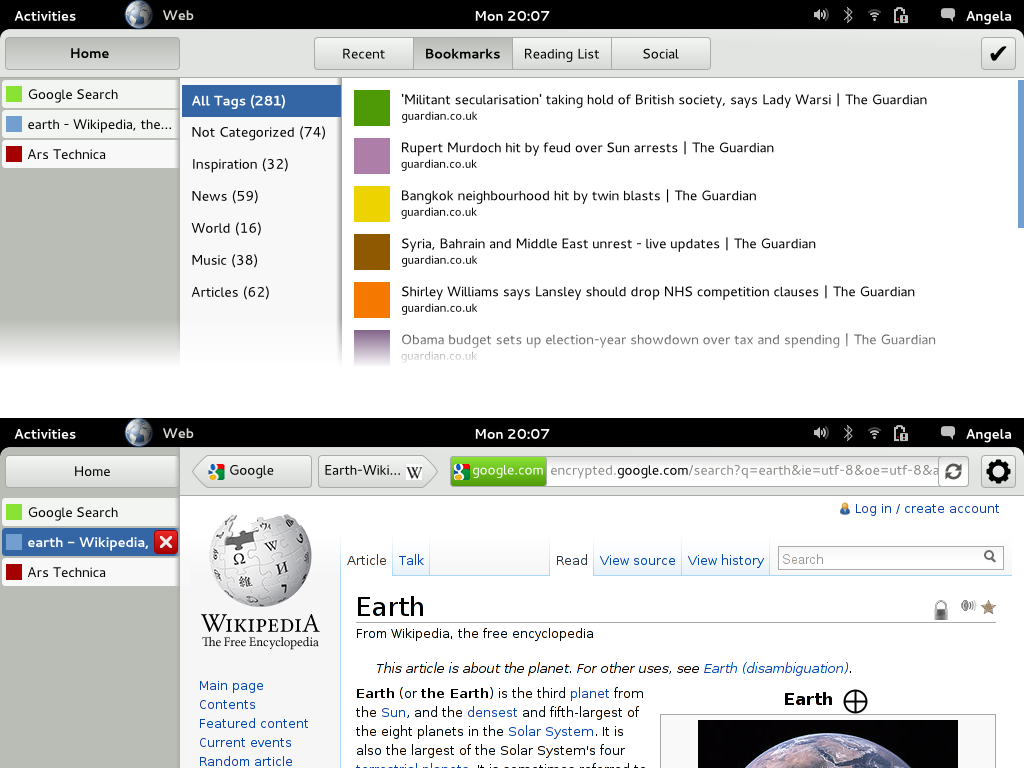 Activities Web Mon 20:07 Angela
Home Recent Bookmarks Reading List Social
Google Search
earth - Wikipedia, the...
Ars Technica
All Tags (281)
Not Categorized (74)
Inspiration (32)
News (59)
World (16)
Music (38)
Articles (62)
'Militant secularisation' taking hold of British society, says Lady Warsi | The Guardian
guardian.co.uk
Rupert Murdoch hit by feud over Sun arrests | The Guardian
guardian.co.uk
Bangkok neighbourhood hit by twin blasts | The Guardian
guardian.co.uk
Syria, Bahrain and Middle East unrest - live updates | The Guardian
guardian.co.uk
Shirley Williams says Lansley should drop NHS competition clauses | The Guardian
guardian.co.uk
Obama budget sets up election-year showdown over tax and spending | The Guardian
guardian.co.uk
Activities Web Mon 20:07 Angela
Home Google Earth-Wiki... W google.com encrypted.google.com/search?q=earth&ie=utf-8&oe=utf-8&a
Google Search
earth – Wikipedia,
Ars Technica
WIKIPEDIA
The Free Encyclopedia
Main page
Contents
Featured content
Current events
Random article
Log in / create account
Article Talk Read View source View history Search
Earth
From Wikipedia, the free encyclopedia
This article is about the planet. For other uses, see Earth (disambiguation).
Earth (or the Earth) is the third planet from
the Sun, and the densest and fifth-largest of
the eight planets in the Solar System. It is
also the largest of the Solar System's four
terrestrial planets. It is sometimes referred to
Earth